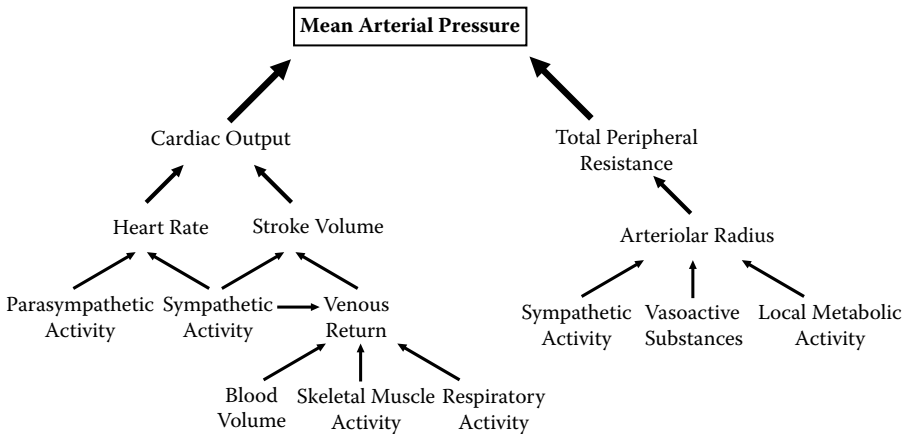 Mean Arterial Pressure
Cardiac Output
Total Peripheral
Resistance
Heart Rate
Stroke Volume
Arteriolar Radius
Parasympathetic
Activity
Sympathetic
Activity
Venous
Return
Sympathetic
Activity
Vasoactive
Substances
Local Metabolic
Activity
Blood
Volume
Skeletal Muscle
Activity
Respiratory
Activity